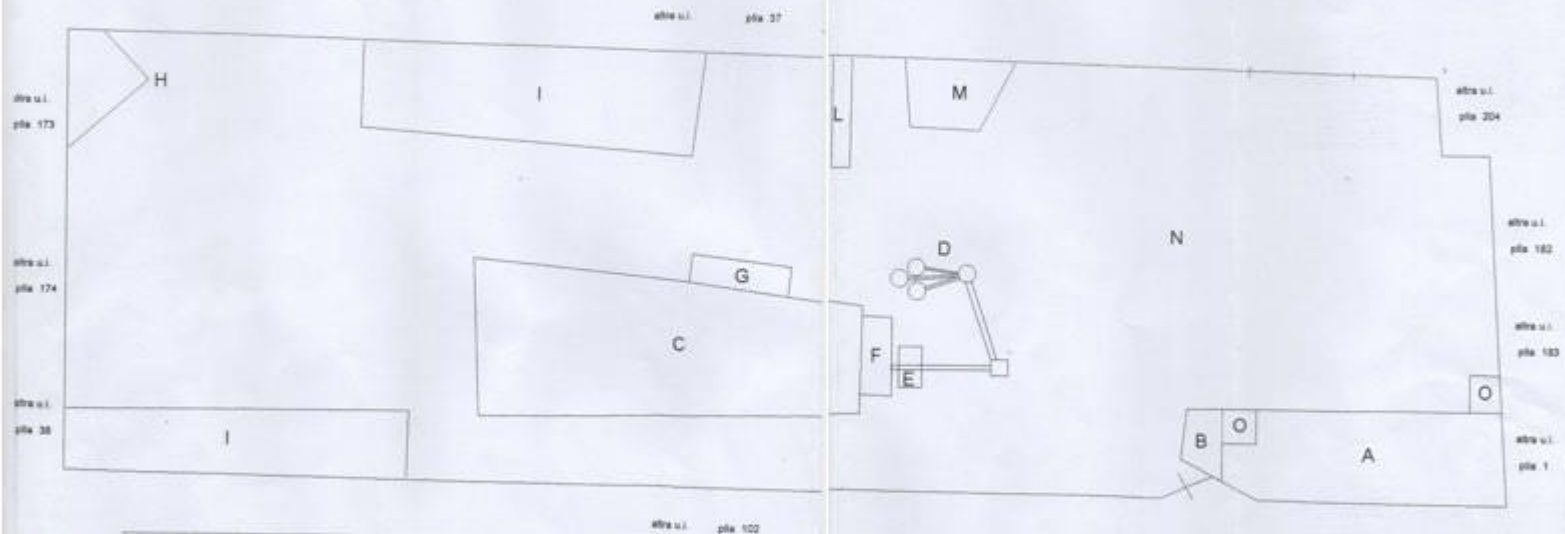 altra u.i. plla 37
H
I
L
M
altra u.i.
plla 173
altra u.i.
plla 204
N
D
altra u.i.
plla 182
altra u.i.
plla 174
G
C
F
E
altra u.i.
plla 183
O
altra u.i.
plla 38
I
B
O
A
altra u.i.
plla 1
altra u.i. plla 102